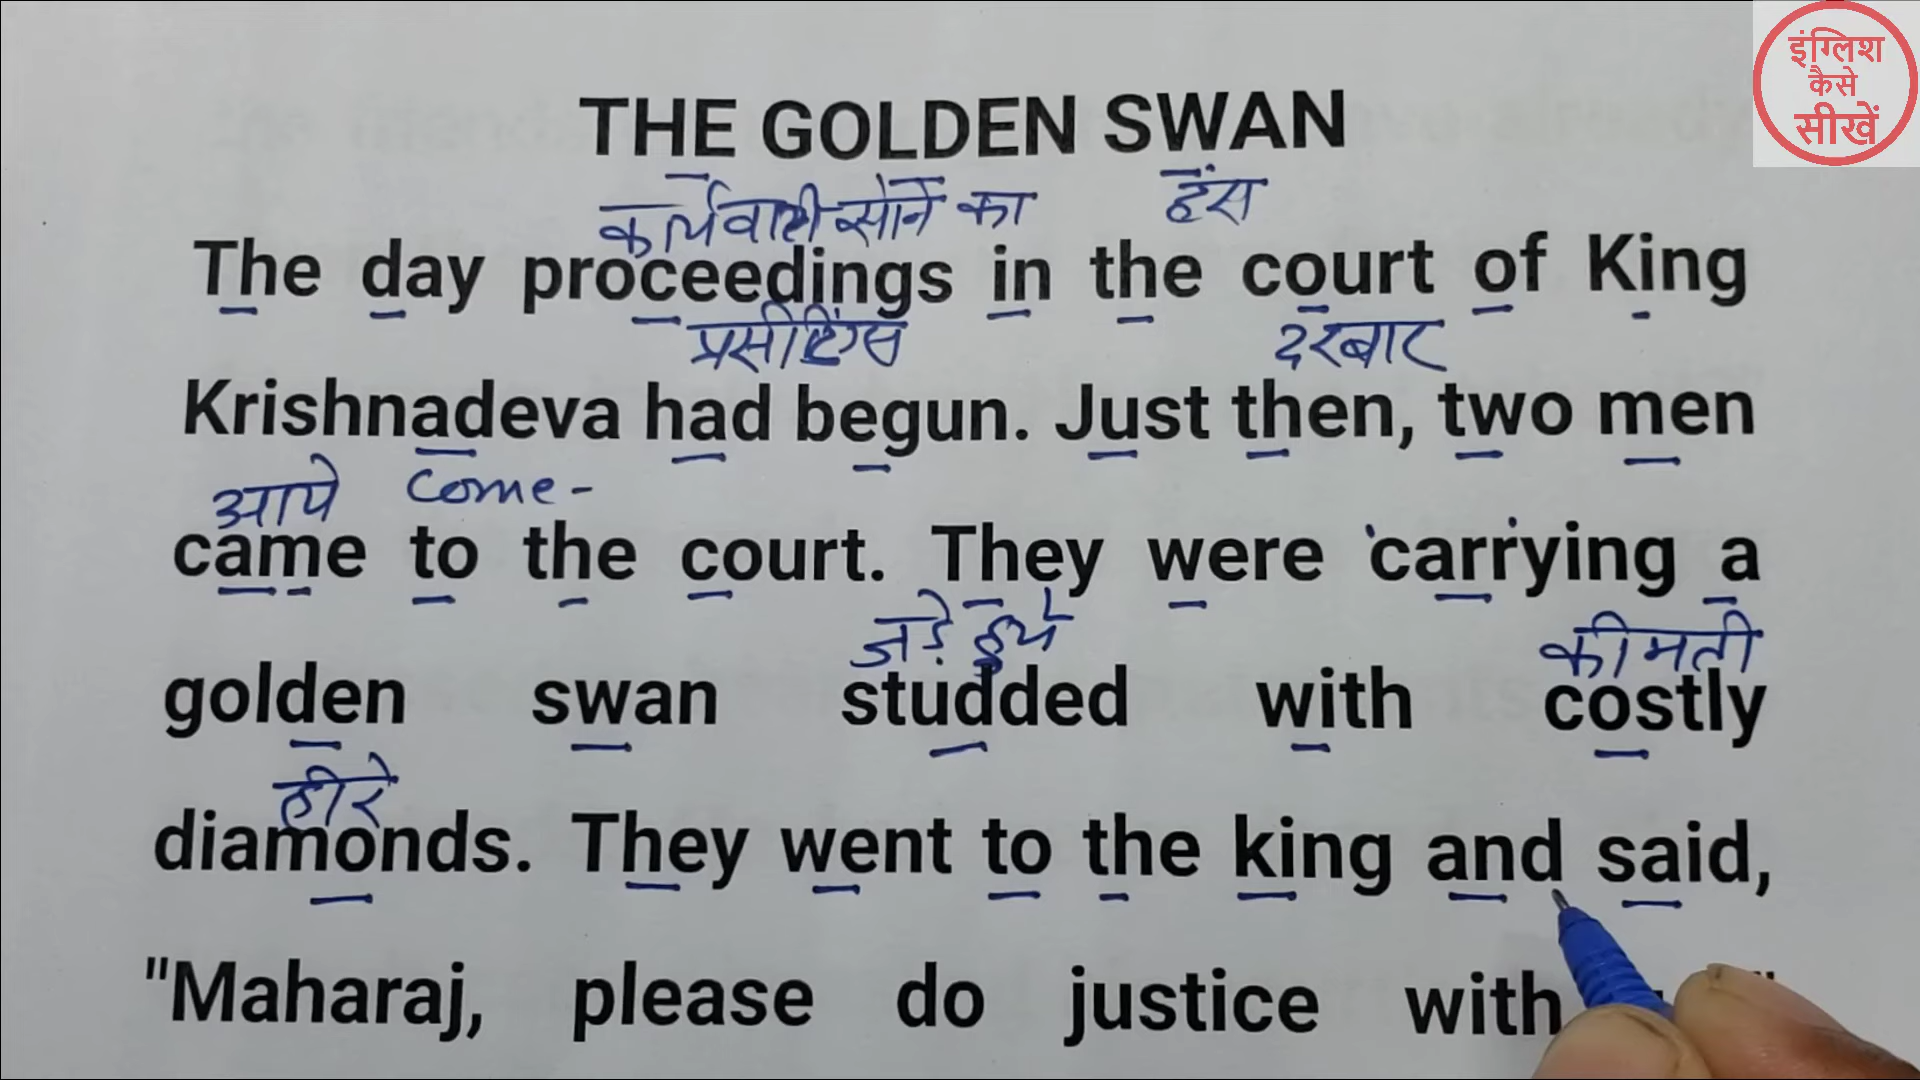 इंग्लिश
कैसे
सीखें
THE GOLDEN SWAN
कार्यवाही सोने का हंस
The day proceedings in the court of King
प्रसीडिंग्स दरबार
Krishnadeva had begun. Just then, two men
आये come-
came to the court. They were carrying a
जड़े हुये कीमती
golden swan studded with costly
हीरे
diamonds. They went to the king and said,
"Maharaj, please do justice with